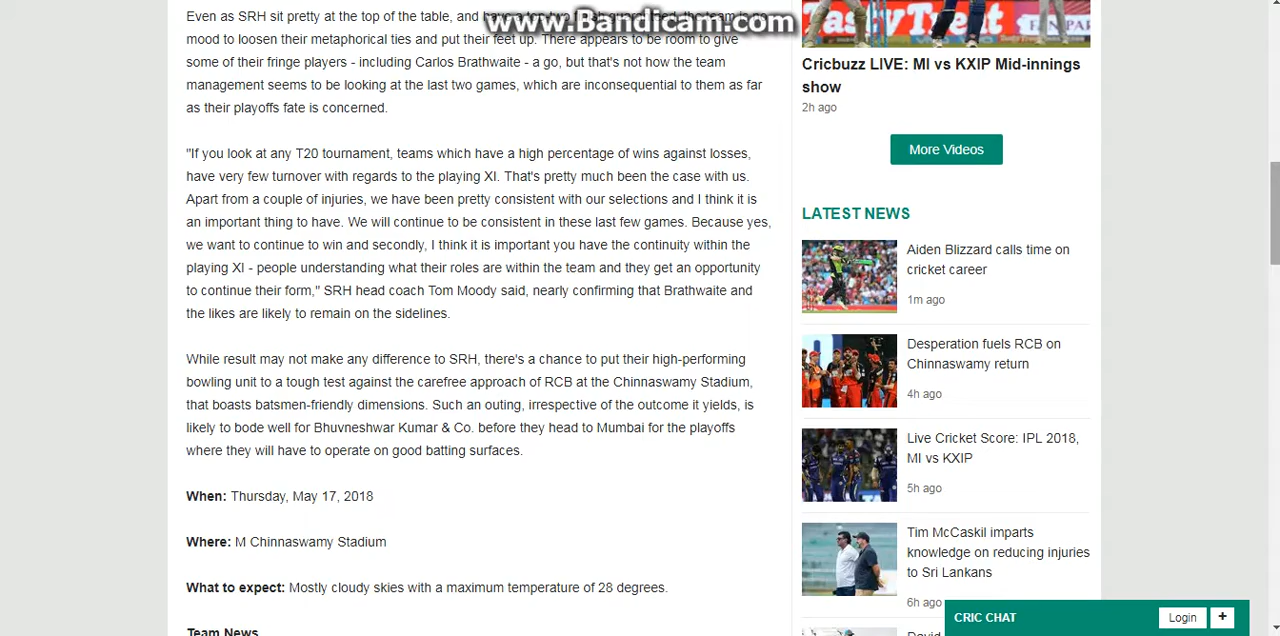 www.Bandicam.com
Even as SRH sit pretty at the top of the table, and
mood to loosen their metaphorical ties and put their feet up. There appears to be room to give
some of their fringe players - including Carlos Brathwaite - a go, but that's not how the team
management seems to be looking at the last two games, which are inconsequential to them as far
as their playoffs fate is concerned.
"If you look at any T20 tournament, teams which have a high percentage of wins against losses,
have very few turnover with regards to the playing XI. That's pretty much been the case with us.
Apart from a couple of injuries, we have been pretty consistent with our selections and I think it is
an important thing to have. We will continue to be consistent in these last few games. Because yes,
we want to continue to win and secondly, I think it is important you have the continuity within the
playing XI - people understanding what their roles are within the team and they get an opportunity
to continue their form," SRH head coach Tom Moody said, nearly confirming that Brathwaite and
the likes are likely to remain on the sidelines.
While result may not make any difference to SRH, there's a chance to put their high-performing
bowling unit to a tough test against the carefree approach of RCB at the Chinnaswamy Stadium,
that boasts batsmen-friendly dimensions. Such an outing, irrespective of the outcome it yields, is
likely to bode well for Bhuvneshwar Kumar & Co. before they head to Mumbai for the playoffs
where they will have to operate on good batting surfaces.
When: Thursday, May 17, 2018
Where: M Chinnaswamy Stadium
What to expect: Mostly cloudy skies with a maximum temperature of 28 degrees.
Team News
Tasty Treat
Cricbuzz LIVE: MI vs KXIP Mid-innings
show
2h ago
More Videos
LATEST NEWS
Aiden Blizzard calls time on
cricket career
1m ago
Desperation fuels RCB on
Chinnaswamy return
4h ago
Live Cricket Score: IPL 2018,
MI vs KXIP
5h ago
Tim McCaskil imparts
knowledge on reducing injuries
to Sri Lankans
6h ago
David
CRIC CHAT
Login
+